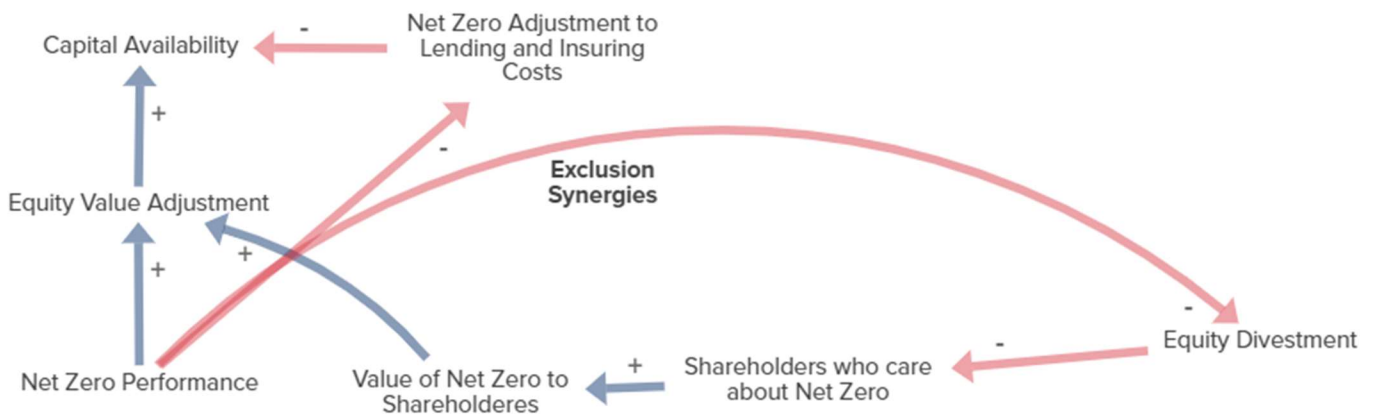 Capital Availability
-
Net Zero Adjustment to
Lending and Insuring
Costs
+
-
Exclusion
Synergies
Equity Value Adjustment
+
+
-
Equity Divestment
-
Net Zero Performance
Value of Net Zero to
Shareholderes
+
Shareholders who care
about Net Zero